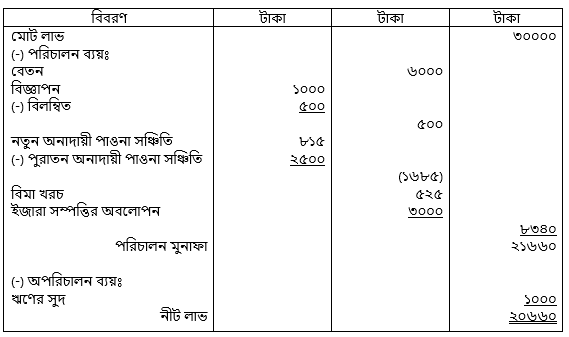 বিবরণ টাকা টাকা টাকা
মোট লাভ ৩০০০০
(-) পরিচালন ব্যয়ঃ
বেতন ৬০০০
বিজ্ঞাপন ১০০০
(-) বিলম্বিত ৫০০
৫০০
নতুন অনাদায়ী পাওনা সঞ্চিতি ৮১৫
(-) পুরাতন অনাদায়ী পাওনা সঞ্চিতি ২৫০০
(১৬৮৫)
বিমা খরচ ৫২৫
ইজারা সম্পত্তির অবলোপন ৩০০০
৮৩৪০
পরিচালন মুনাফা ২১৬৬০
(-) অপরিচালন ব্যয়ঃ
ঋণের সুদ ১০০০
নীট লাভ ২০৬৬০